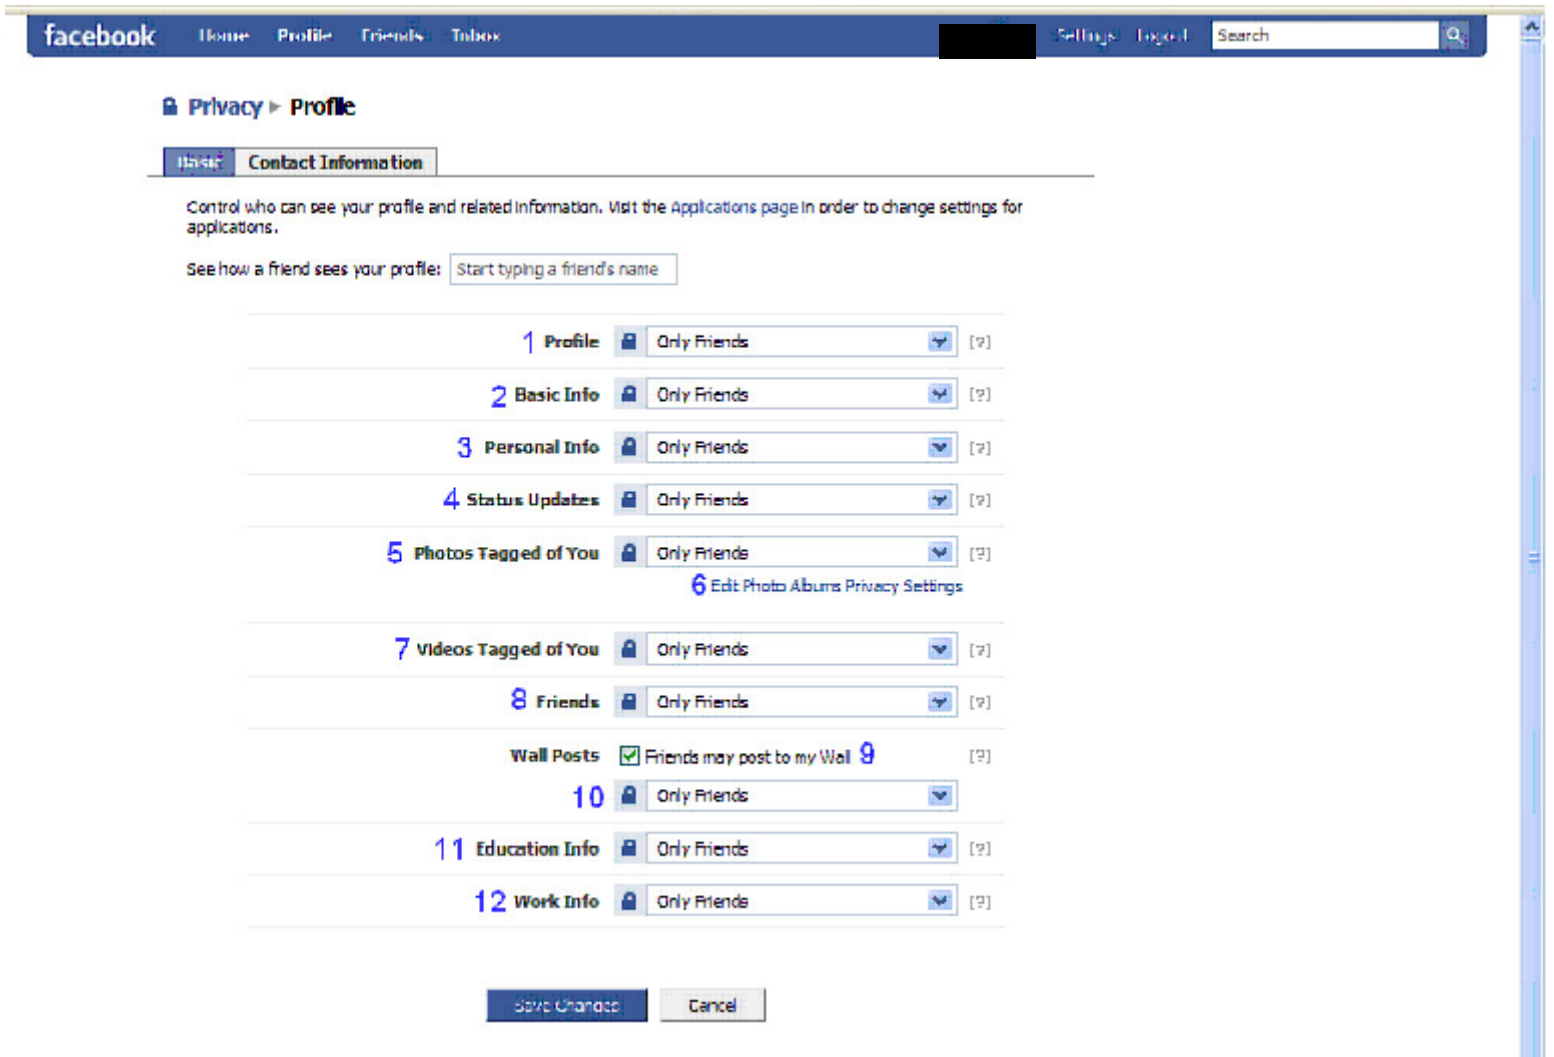 facebook Home Profile Friends Inbox Settings Logout Search
Privacy Profile
Basic Contact Information
Control who can see your profile and related information. Visit the Applications page in order to change settings for
applications.
See how a friend sees your profile: Start typing a friend's name
1 Profile Only Friends [?]
2 Basic Info Only Friends [?]
3 Personal Info Only Friends [?]
4 Status Updates Only Friends [?]
5 Photos Tagged of You Only Friends [?]
6 Edit Photo Albums Privacy Settings
7 Videos Tagged of You Only Friends [?]
8 Friends Only Friends [?]
Wall Posts Friends may post to my Wall 9 [?]
10 Only Friends
11 Education Info Only Friends [?]
12 Work Info Only Friends [?]
Save Changes Cancel